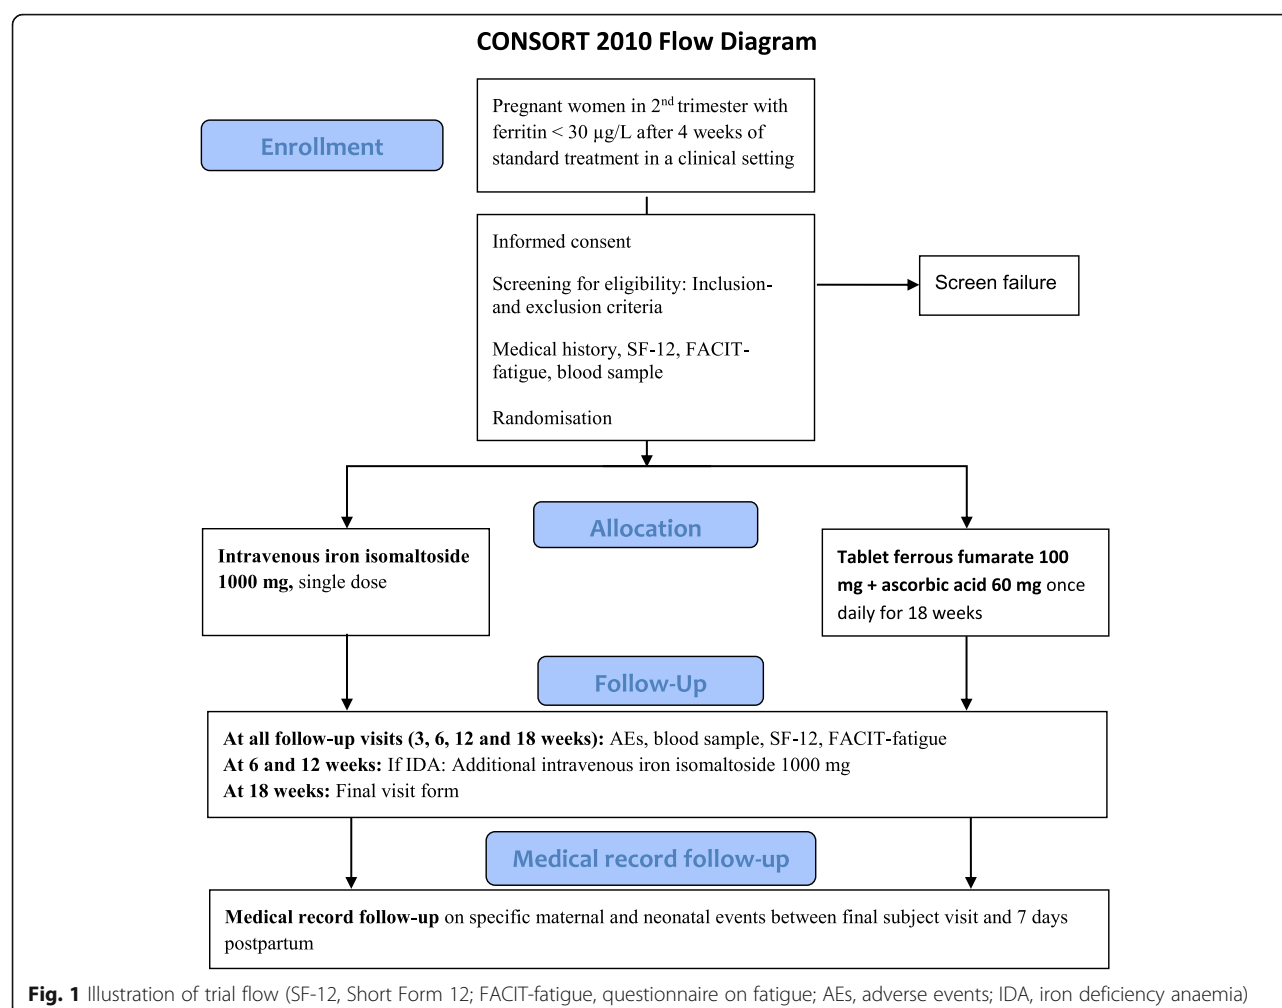 CONSORT 2010 Flow Diagram
Pregnant women in 2nd trimester with
ferritin < 30 µg/L after 4 weeks of
standard treatment in a clinical setting
Enrollment
Informed consent
Screening for eligibility: Inclusion-
and exclusion criteria
Medical history, SF-12, FACIT-
fatigue, blood sample
Randomisation
Screen failure
Allocation
Intravenous iron isomaltoside
1000 mg, single dose
Tablet ferrous fumarate 100
mg + ascorbic acid 60 mg once
daily for 18 weeks
Follow-Up
At all follow-up visits (3, 6, 12 and 18 weeks): AEs, blood sample, SF-12, FACIT-fatigue
At 6 and 12 weeks: If IDA: Additional intravenous iron isomaltoside 1000 mg
At 18 weeks: Final visit form
Medical record follow-up
Medical record follow-up on specific maternal and neonatal events between final subject visit and 7 days
postpartum
Fig. 1 Illustration of trial flow (SF-12, Short Form 12; FACIT-fatigue, questionnaire on fatigue; AEs, adverse events; IDA, iron deficiency anaemia)